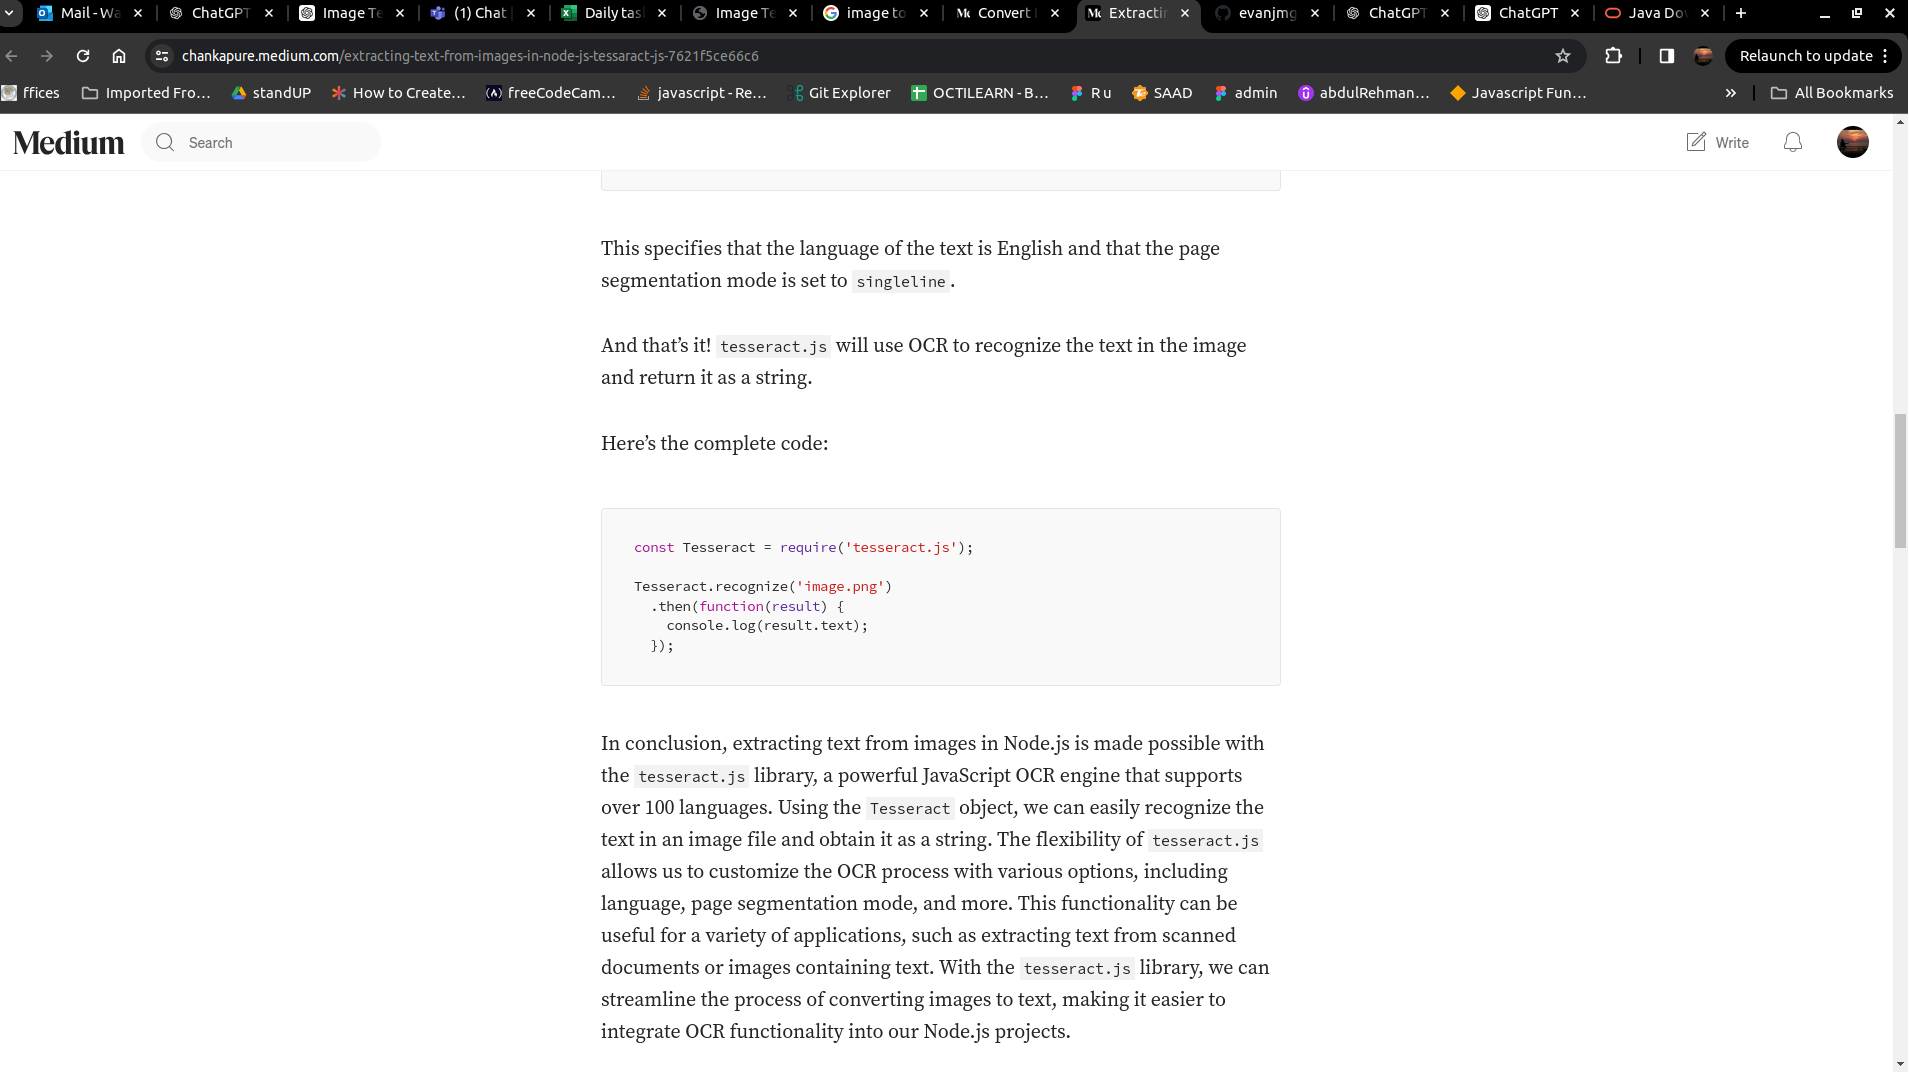 Mail - Wa
ChatGPT
Image Te
(1) Chat
Daily tas
Image Te
image to
Convert
Extractin
evanjmg
ChatGPT
ChatGPT
Java Do
chankapure.medium.com/extracting-text-from-images-in-node-js-tessaract-js-7621f5ce66c6
Relaunch to update
ffices
Imported Fro...
standUP
How to Create...
freeCodeCam...
javascript - Re...
Git Explorer
OCTILEARN - B...
R u
SAAD
admin
abdulRehman...
Javascript Fun...
»
All Bookmarks
Medium
Search
Write
This specifies that the language of the text is English and that the page
segmentation mode is set to singleline.
And that’s it! tesseract.js will use OCR to recognize the text in the image
and return it as a string.
Here’s the complete code:
const Tesseract = require('tesseract.js');
Tesseract.recognize('image.png')
.then(function(result) {
console.log(result.text);
});
In conclusion, extracting text from images in Node.js is made possible with
the tesseract.js library, a powerful JavaScript OCR engine that supports
over 100 languages. Using the Tesseract object, we can easily recognize the
text in an image file and obtain it as a string. The flexibility of tesseract.js
allows us to customize the OCR process with various options, including
language, page segmentation mode, and more. This functionality can be
useful for a variety of applications, such as extracting text from scanned
documents or images containing text. With the tesseract.js library, we can
streamline the process of converting images to text, making it easier to
integrate OCR functionality into our Node.js projects.